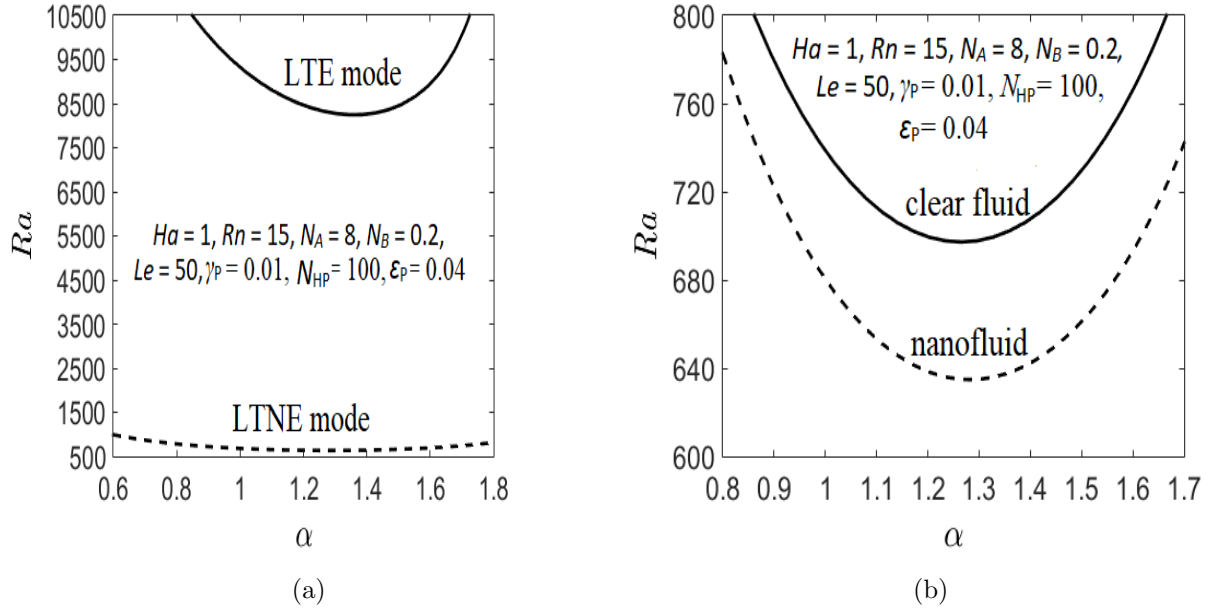 10500
9500
8500
7500
6500
5500
4500
3500
2500
1500
500
Ra
LTE mode
Ha = 1, Rn = 15, N_A = 8, N_B = 0.2,
Le = 50, γ_P = 0.01, N_HP = 100, ε_P = 0.04
LTNE mode
0.6 0.8 1 1.2 1.4 1.6 1.8
α
(a)
800
760
720
680
640
600
Ra
Ha = 1, Rn = 15, N_A = 8, N_B = 0.2,
Le = 50, γ_P = 0.01, N_HP = 100,
ε_P = 0.04
clear fluid
nanofluid
0.8 0.9 1 1.1 1.2 1.3 1.4 1.5 1.6 1.7
α
(b)